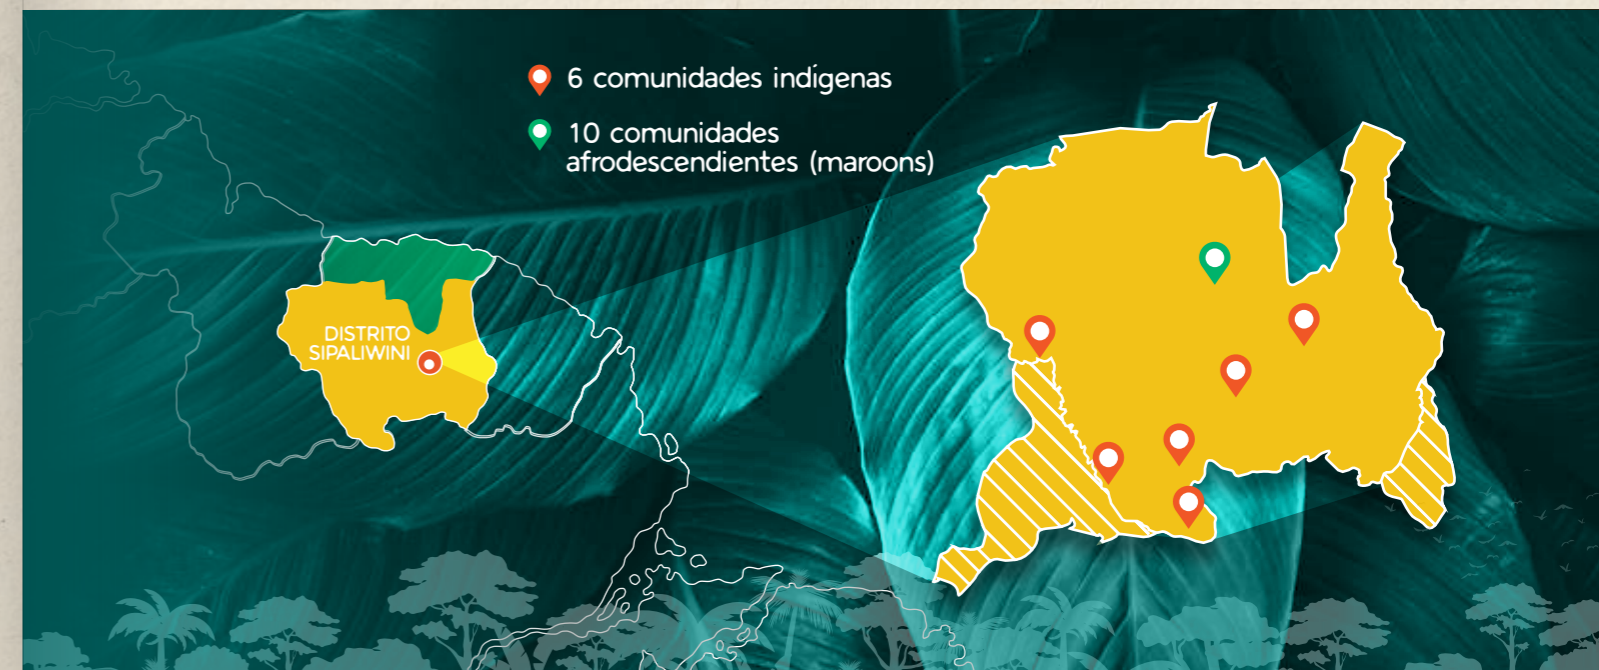 6 comunidades indígenas
10 comunidades
afrodescendientes (maroons)
DISTRITO
SIPALIWINI